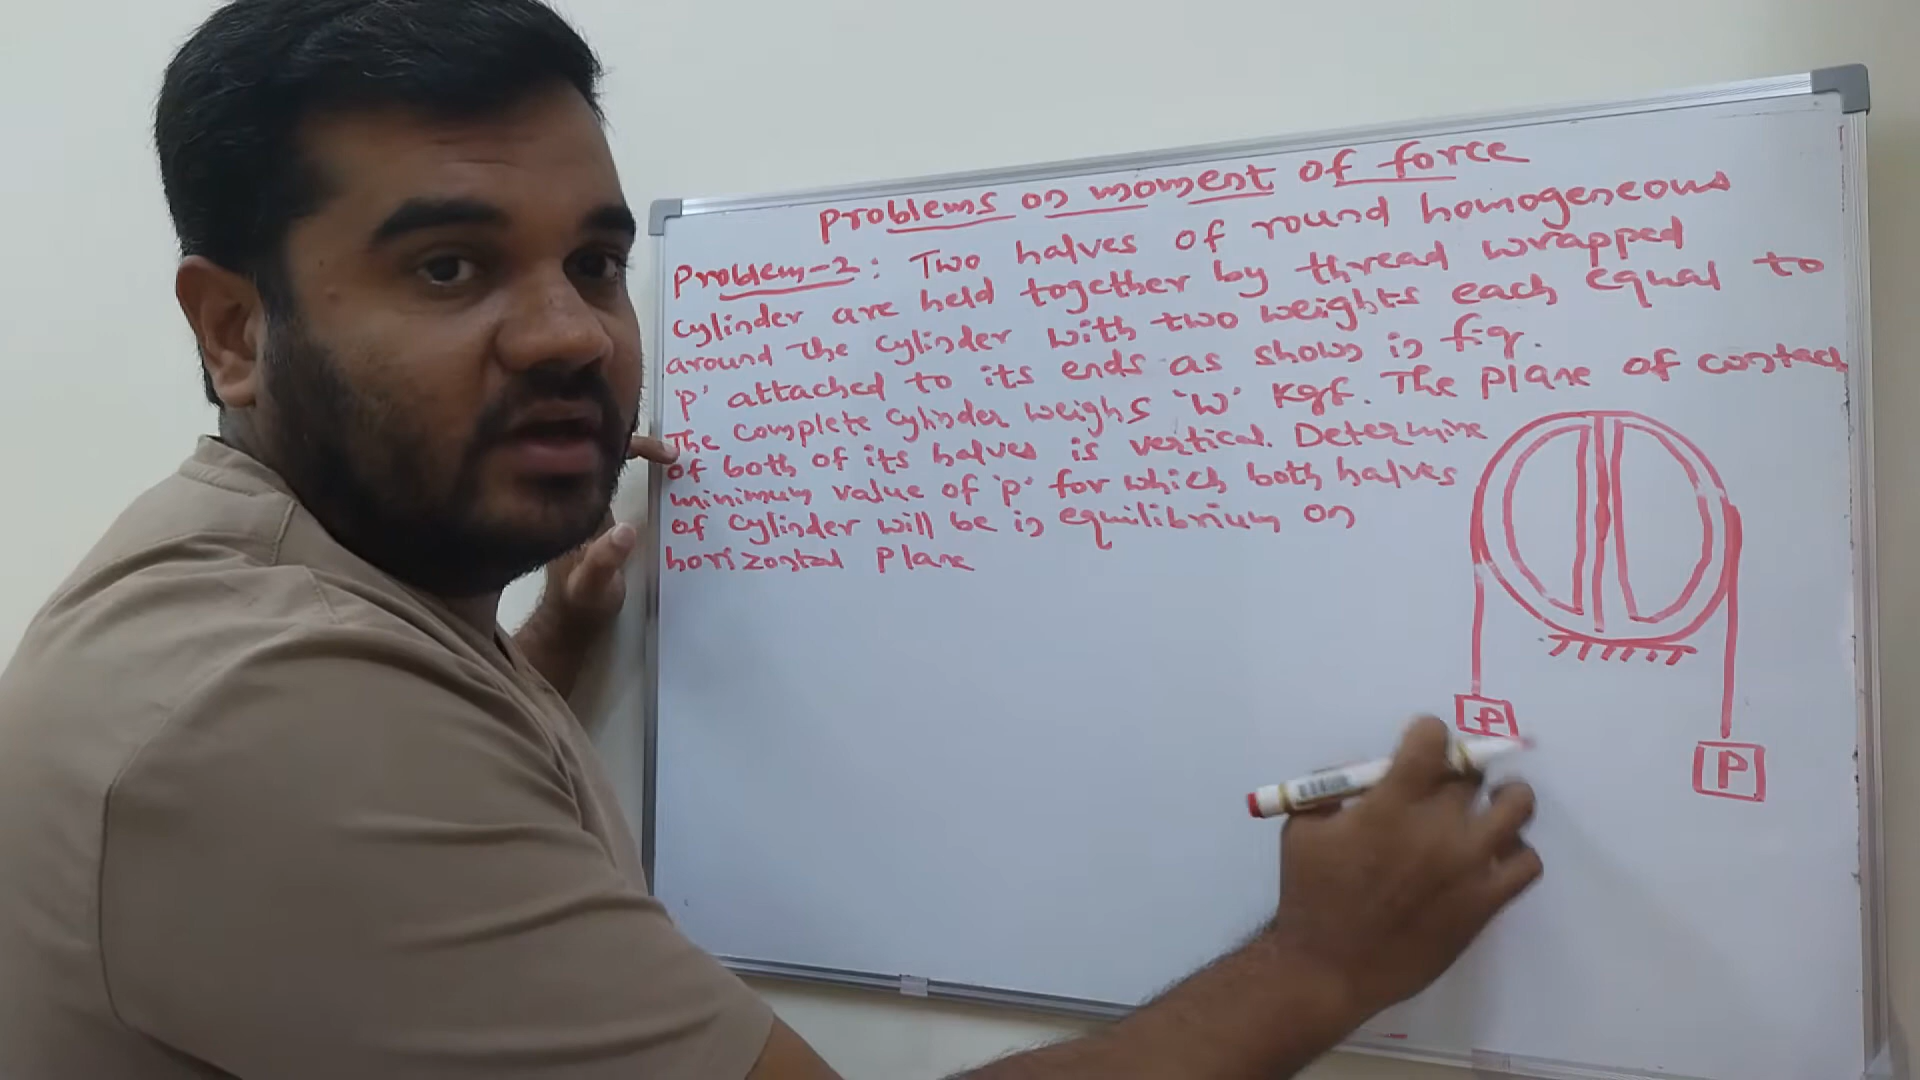 Problems on moment of force
Problem-2: Two halves of round homogeneous
cylinder are held together by thread wrapped
around the cylinder with two weights each equal to
'P' attached to its ends as shown in fig.
The complete cylinder weighs 'W' Kgf. The plane of contact
of both of its halves is vertical. Determine
minimum value of 'P' for which both halves
of cylinder will be in equilibrium on
horizontal plane
P
P